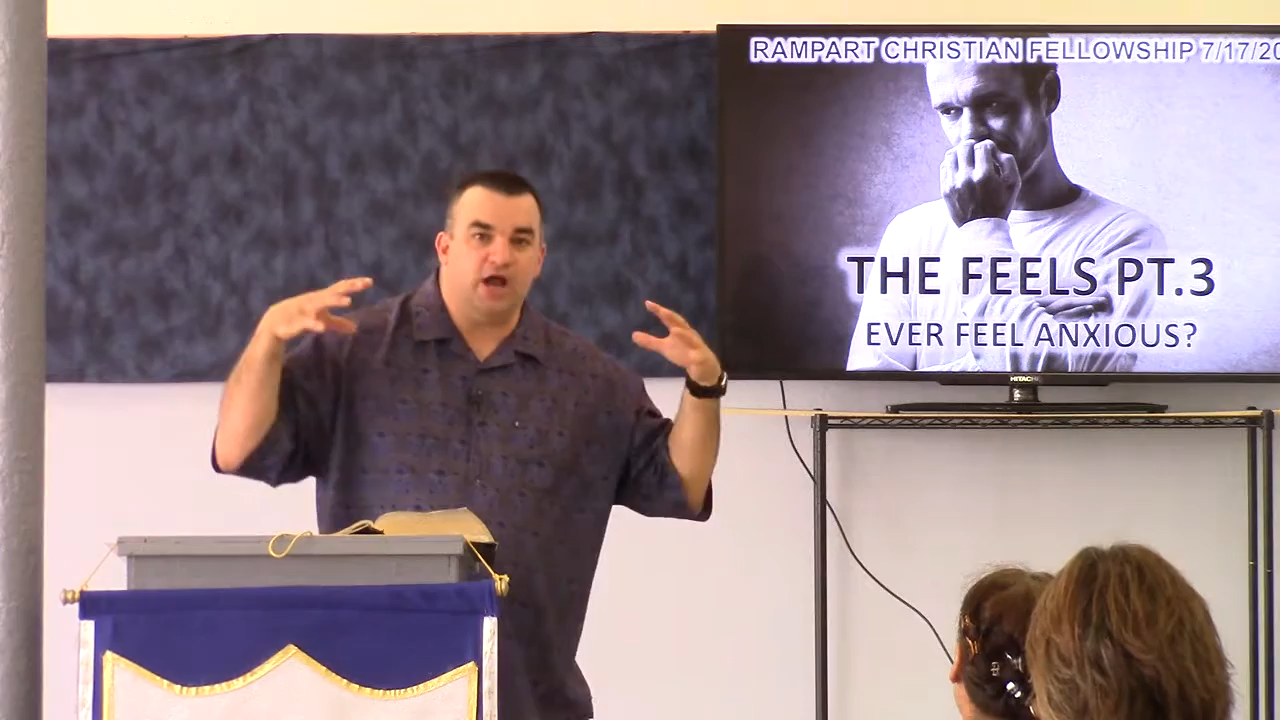 RAMPART CHRISTIAN FELLOWSHIP 7/17/20
THE FEELS PT.3
EVER FEEL ANXIOUS?
HITACHI